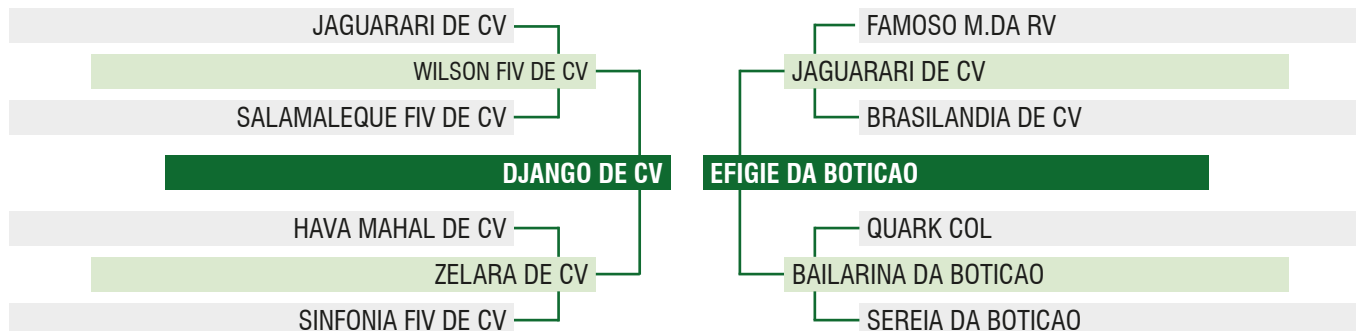 JAGUARARI DE CV
WILSON FIV DE CV
SALAMALEQUE FIV DE CV
DJANGO DE CV
HAVA MAHAL DE CV
ZELARA DE CV
SINFONIA FIV DE CV
FAMOSO M.DA RV
JAGUARARI DE CV
BRASILANDIA DE CV
EFIGIE DA BOTICAO
QUARK COL
BAILARINA DA BOTICAO
SEREIA DA BOTICAO